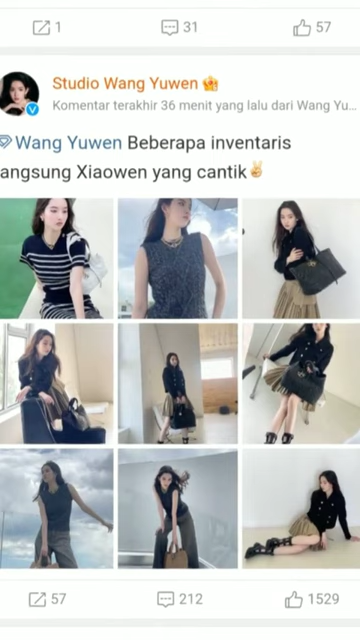 1
31
57
Studio Wang Yuwen
Komentar terakhir 36 menit yang lalu dari Wang Yu...
Wang Yuwen Beberapa inventaris
angsung Xiaowen yang cantik
57
212
1529